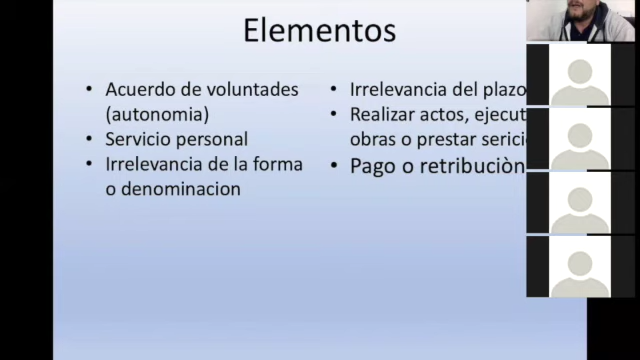 Elementos
• Acuerdo de voluntades
(autonomia)
• Servicio personal
• Irrelevancia de la forma
o denominacion
• Irrelevancia del plazo
• Realizar actos, ejecut
obras o prestar serici
• Pago o retribuciòn